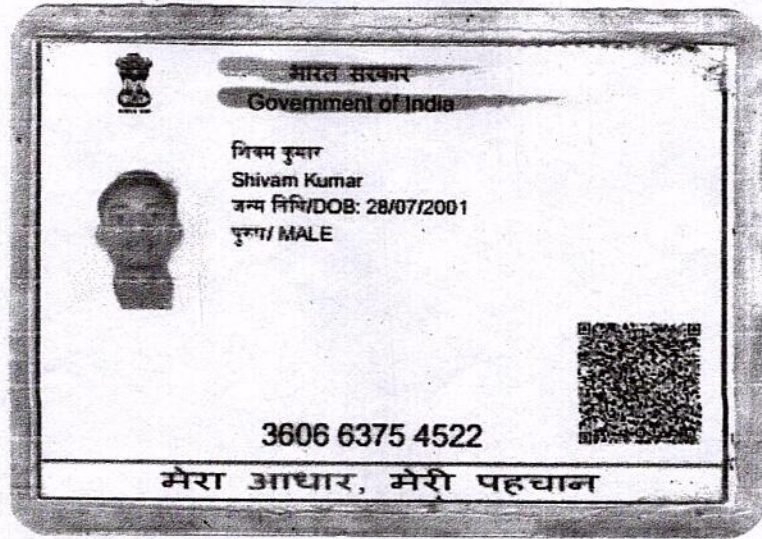 भारत सरकार
Government of India
शिवम कुमार
Shivam Kumar
जन्म तिथि/DOB: 28/07/2001
पुरुष/ MALE
3606 6375 4522
मेरा आधार, मेरी पहचान